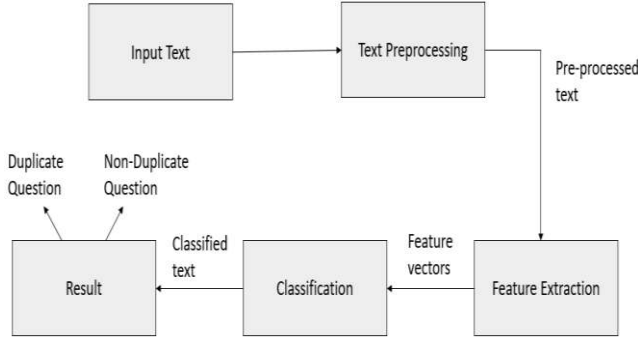 Input Text
Text Preprocessing
Pre-processed
text
Duplicate
Question
Non-Duplicate
Question
Classified
text
Feature
vectors
Result
Classification
Feature Extraction